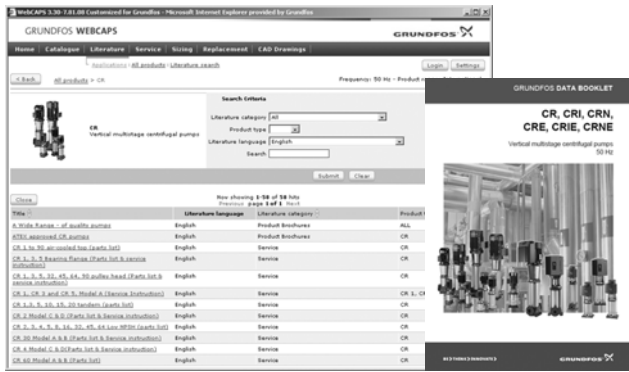 WebCAPS 3.30-7.01.00 Customized for Grundfos - Microsoft Internet Explorer provided by Grundfos
GRUNDFOS WEBCAPS
GRUNDFOS
Home | Catalogue | Literature | Service | Sizing | Replacement | CAD Drawings
Applications › All products › Literature search
Login Settings
< Back
All products > CR
Frequency: 50 Hz - Product
Search Criteria
Literature category All
Product type
Literature language English
Search
CR
Vertical multistage centrifugal pumps
Submit Clear
Close
Now showing 1-58 of 58 hits
Previous page 1 of 1 Next
Title Literature language Literature category Product
A Wide Range - of quality pumps English Product Brochures ALL
ATEX approved CR pumps English Product Brochures CR
CR 1 to 90 air-cooled top (parts list) English Service CR
CR 1, 3, 5 Bearing flange (Parts list & service instruction) English Service CR
CR 1, 3, 5, 32, 45, 64, 90 pulley head (Parts list & service instruction) English Service CR
CR 1, CR 3 and CR 5, Model A (Service Instruction) English Service CR 1, CR
CR 1,3, 5, 10, 15, 20 tandem (parts list) English Service CR
CR 2 Model C & D (Parts list & Service instruction) English Service CR
CR 2, 3, 4, 5, 8, 16, 32, 45, 64 Low NPSH (parts list) English Service CR
CR 30 Model A & B (Parts list & Service instruction) English Service CR
CR 4 Model C & D(Parts list & Service instruction) English Service CR
CR 60 Model A & B (Parts list) English Service CR
GRUNDFOS DATA BOOKLET
CR, CRI, CRN,
CRE, CRIE, CRNE
Vertical multistage centrifugal pumps
50 Hz
BE THINK INNOVATE
GRUNDFOS